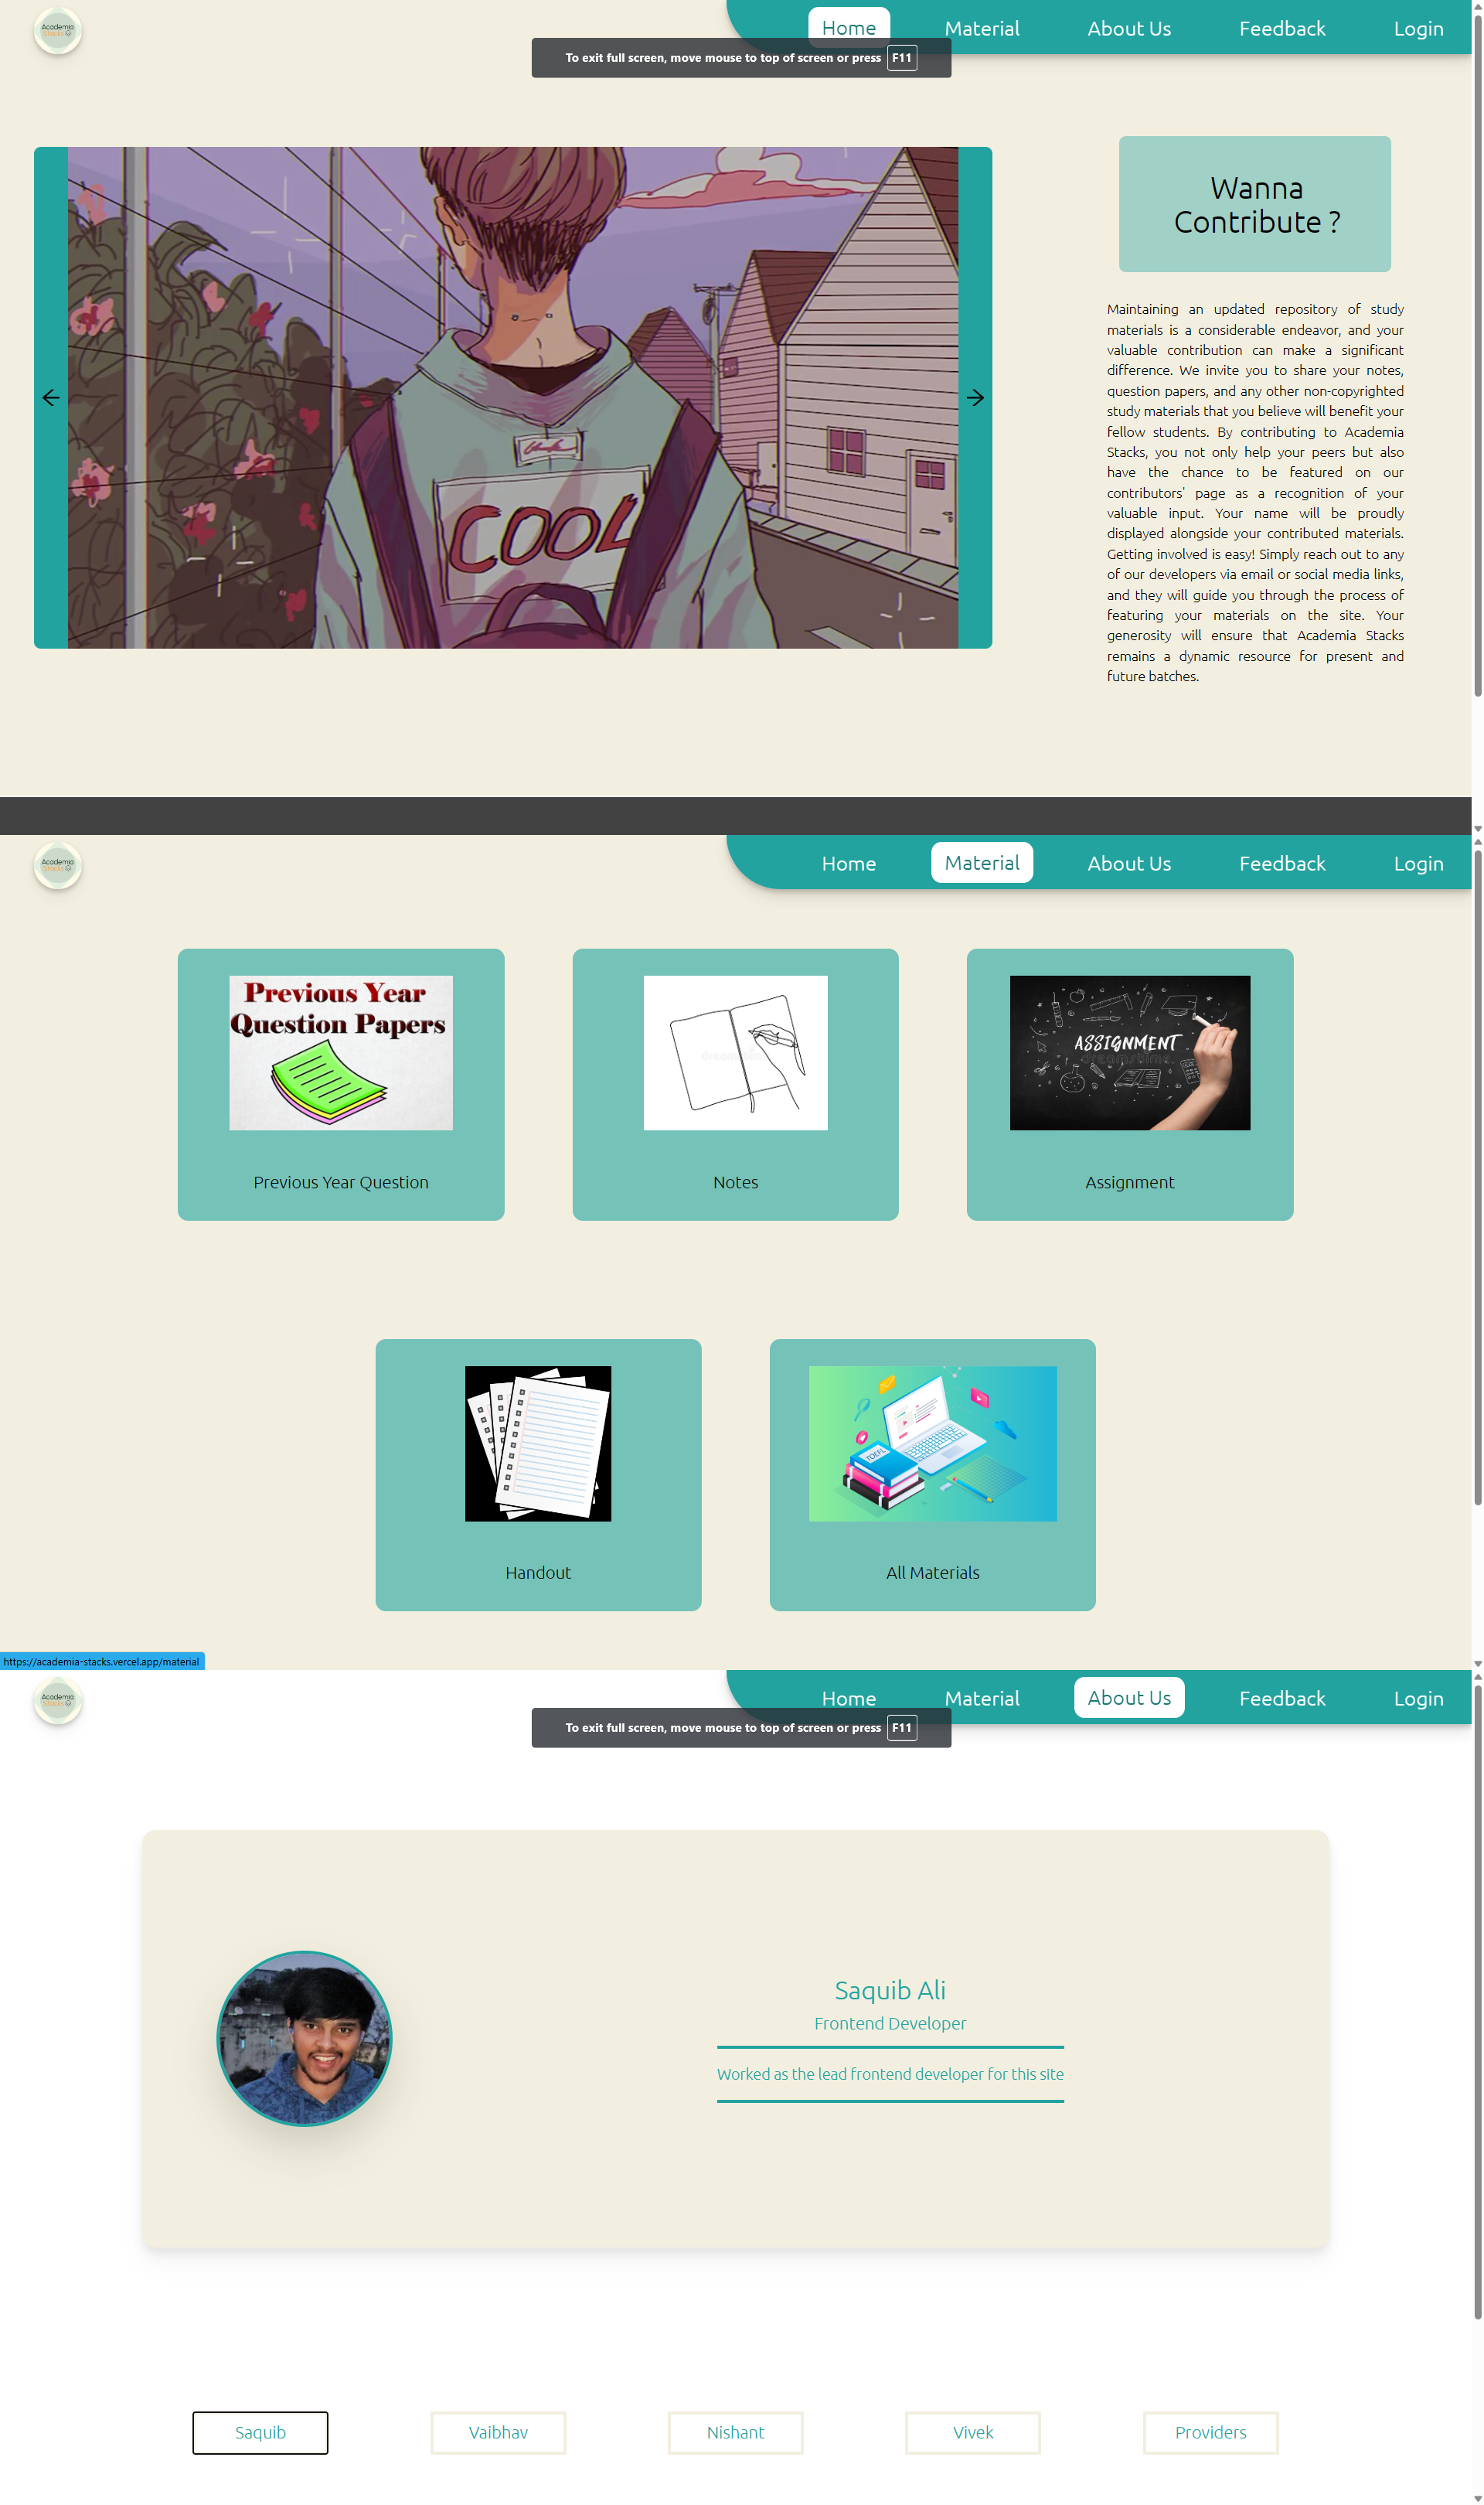 Academia
Stacks
Home
Material
About Us
Feedback
Login
To exit full screen, move mouse to top of screen or press F11
COOL
Wanna
Contribute ?
Maintaining an updated repository of study
materials is a considerable endeavor, and your
valuable contribution can make a significant
difference. We invite you to share your notes,
question papers, and any other non-copyrighted
study materials that you believe will benefit your
fellow students. By contributing to Academia
Stacks, you not only help your peers but also
have the chance to be featured on our
contributors' page as a recognition of your
valuable input. Your name will be proudly
displayed alongside your contributed materials.
Getting involved is easy! Simply reach out to any
of our developers via email or social media links,
and they will guide you through the process of
featuring your materials on the site. Your
generosity will ensure that Academia Stacks
remains a dynamic resource for present and
future batches.
Academia
Stacks
Home
Material
About Us
Feedback
Login
Previous Year
Question Papers
Previous Year Question
dreamstime
Notes
ASSIGNMENT
dreamstime
Assignment
Handout
TOEFL
All Materials
https://academia-stacks.vercel.app/material
Academia
Stacks
Home
Material
About Us
Feedback
Login
To exit full screen, move mouse to top of screen or press F11
Saquib Ali
Frontend Developer
Worked as the lead frontend developer for this site
Saquib
Vaibhav
Nishant
Vivek
Providers